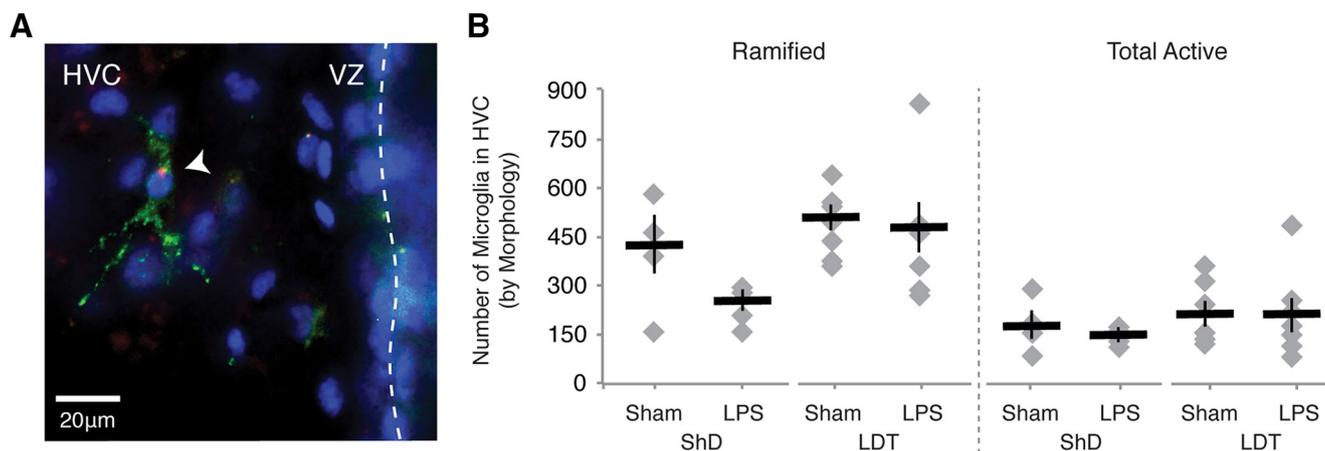 A
HVC
VZ
20μm
B
Ramified
Total Active
Number of Microglia in HVC
(by Morphology)
900
750
600
450
300
150
0
Sham LPS Sham LPS Sham LPS Sham LPS
ShD LDT ShD LDT